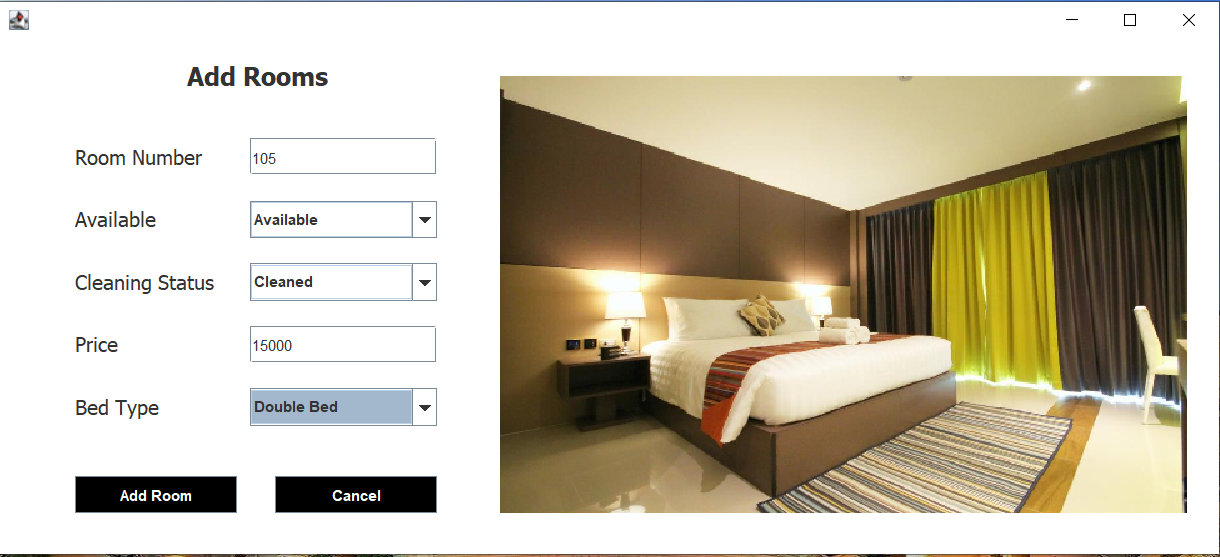 Add Rooms
Room Number 105
Available Available
Cleaning Status Cleaned
Price 15000
Bed Type Double Bed
Add Room Cancel